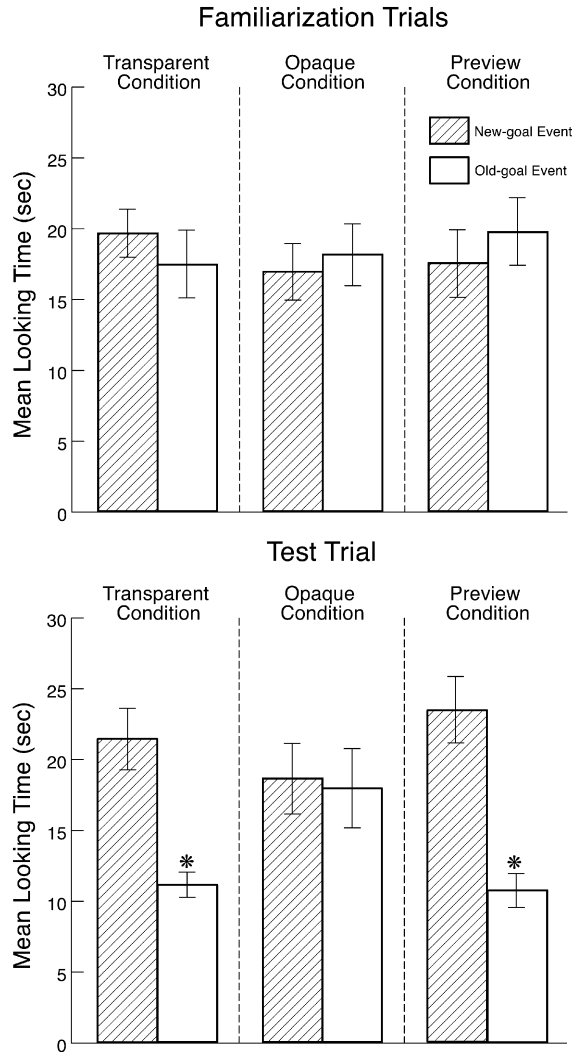 Familiarization Trials
Transparent Condition
Opaque Condition
Preview Condition
New-goal Event
Old-goal Event
Mean Looking Time (sec)
30
25
20
15
10
5
0
Test Trial
Transparent Condition
Opaque Condition
Preview Condition
Mean Looking Time (sec)
30
25
20
15
10
5
0
*
*